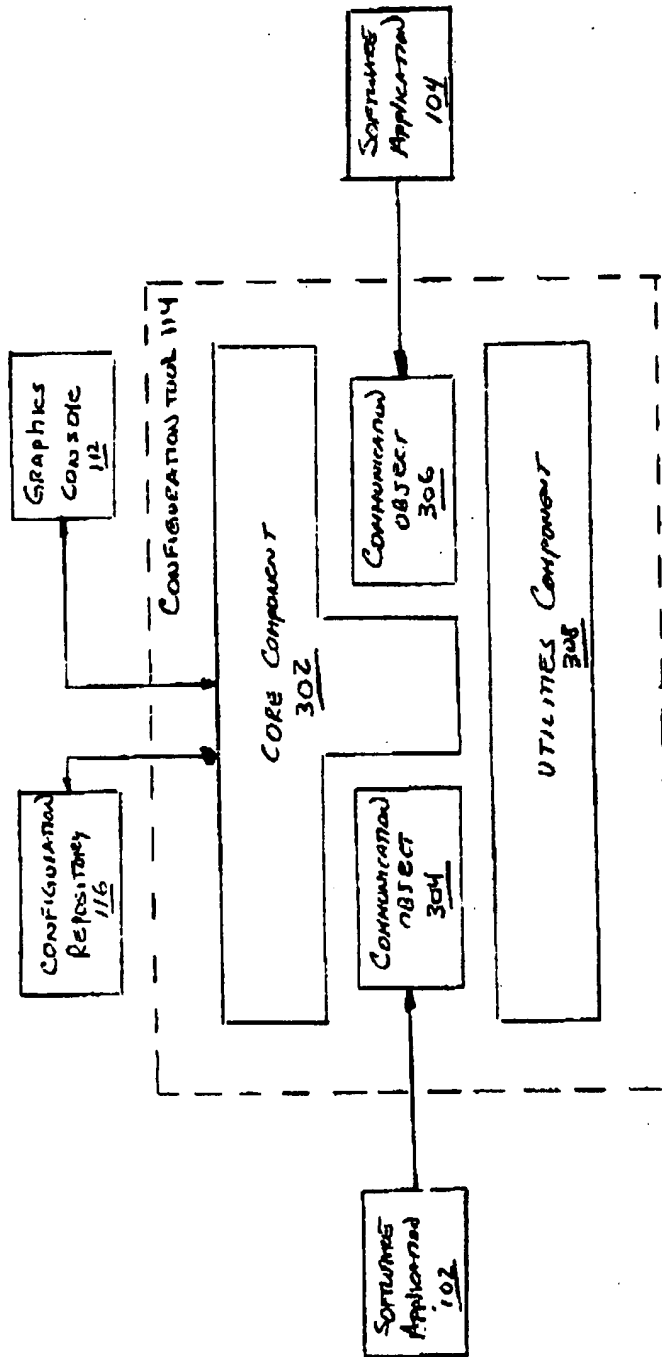 CONFIGURATION
REPOSITORY
116
GRAPHICS
CONSOLE
112
CONFIGURATION TOOL 114
CORE COMPONENT
302
SOFTWARE
APPLICATION
102
COMMUNICATION
OBJECT
304
COMMUNICATION
OBJECT
306
SOFTWARE
APPLICATION
104
UTILITIES COMPONENT
308